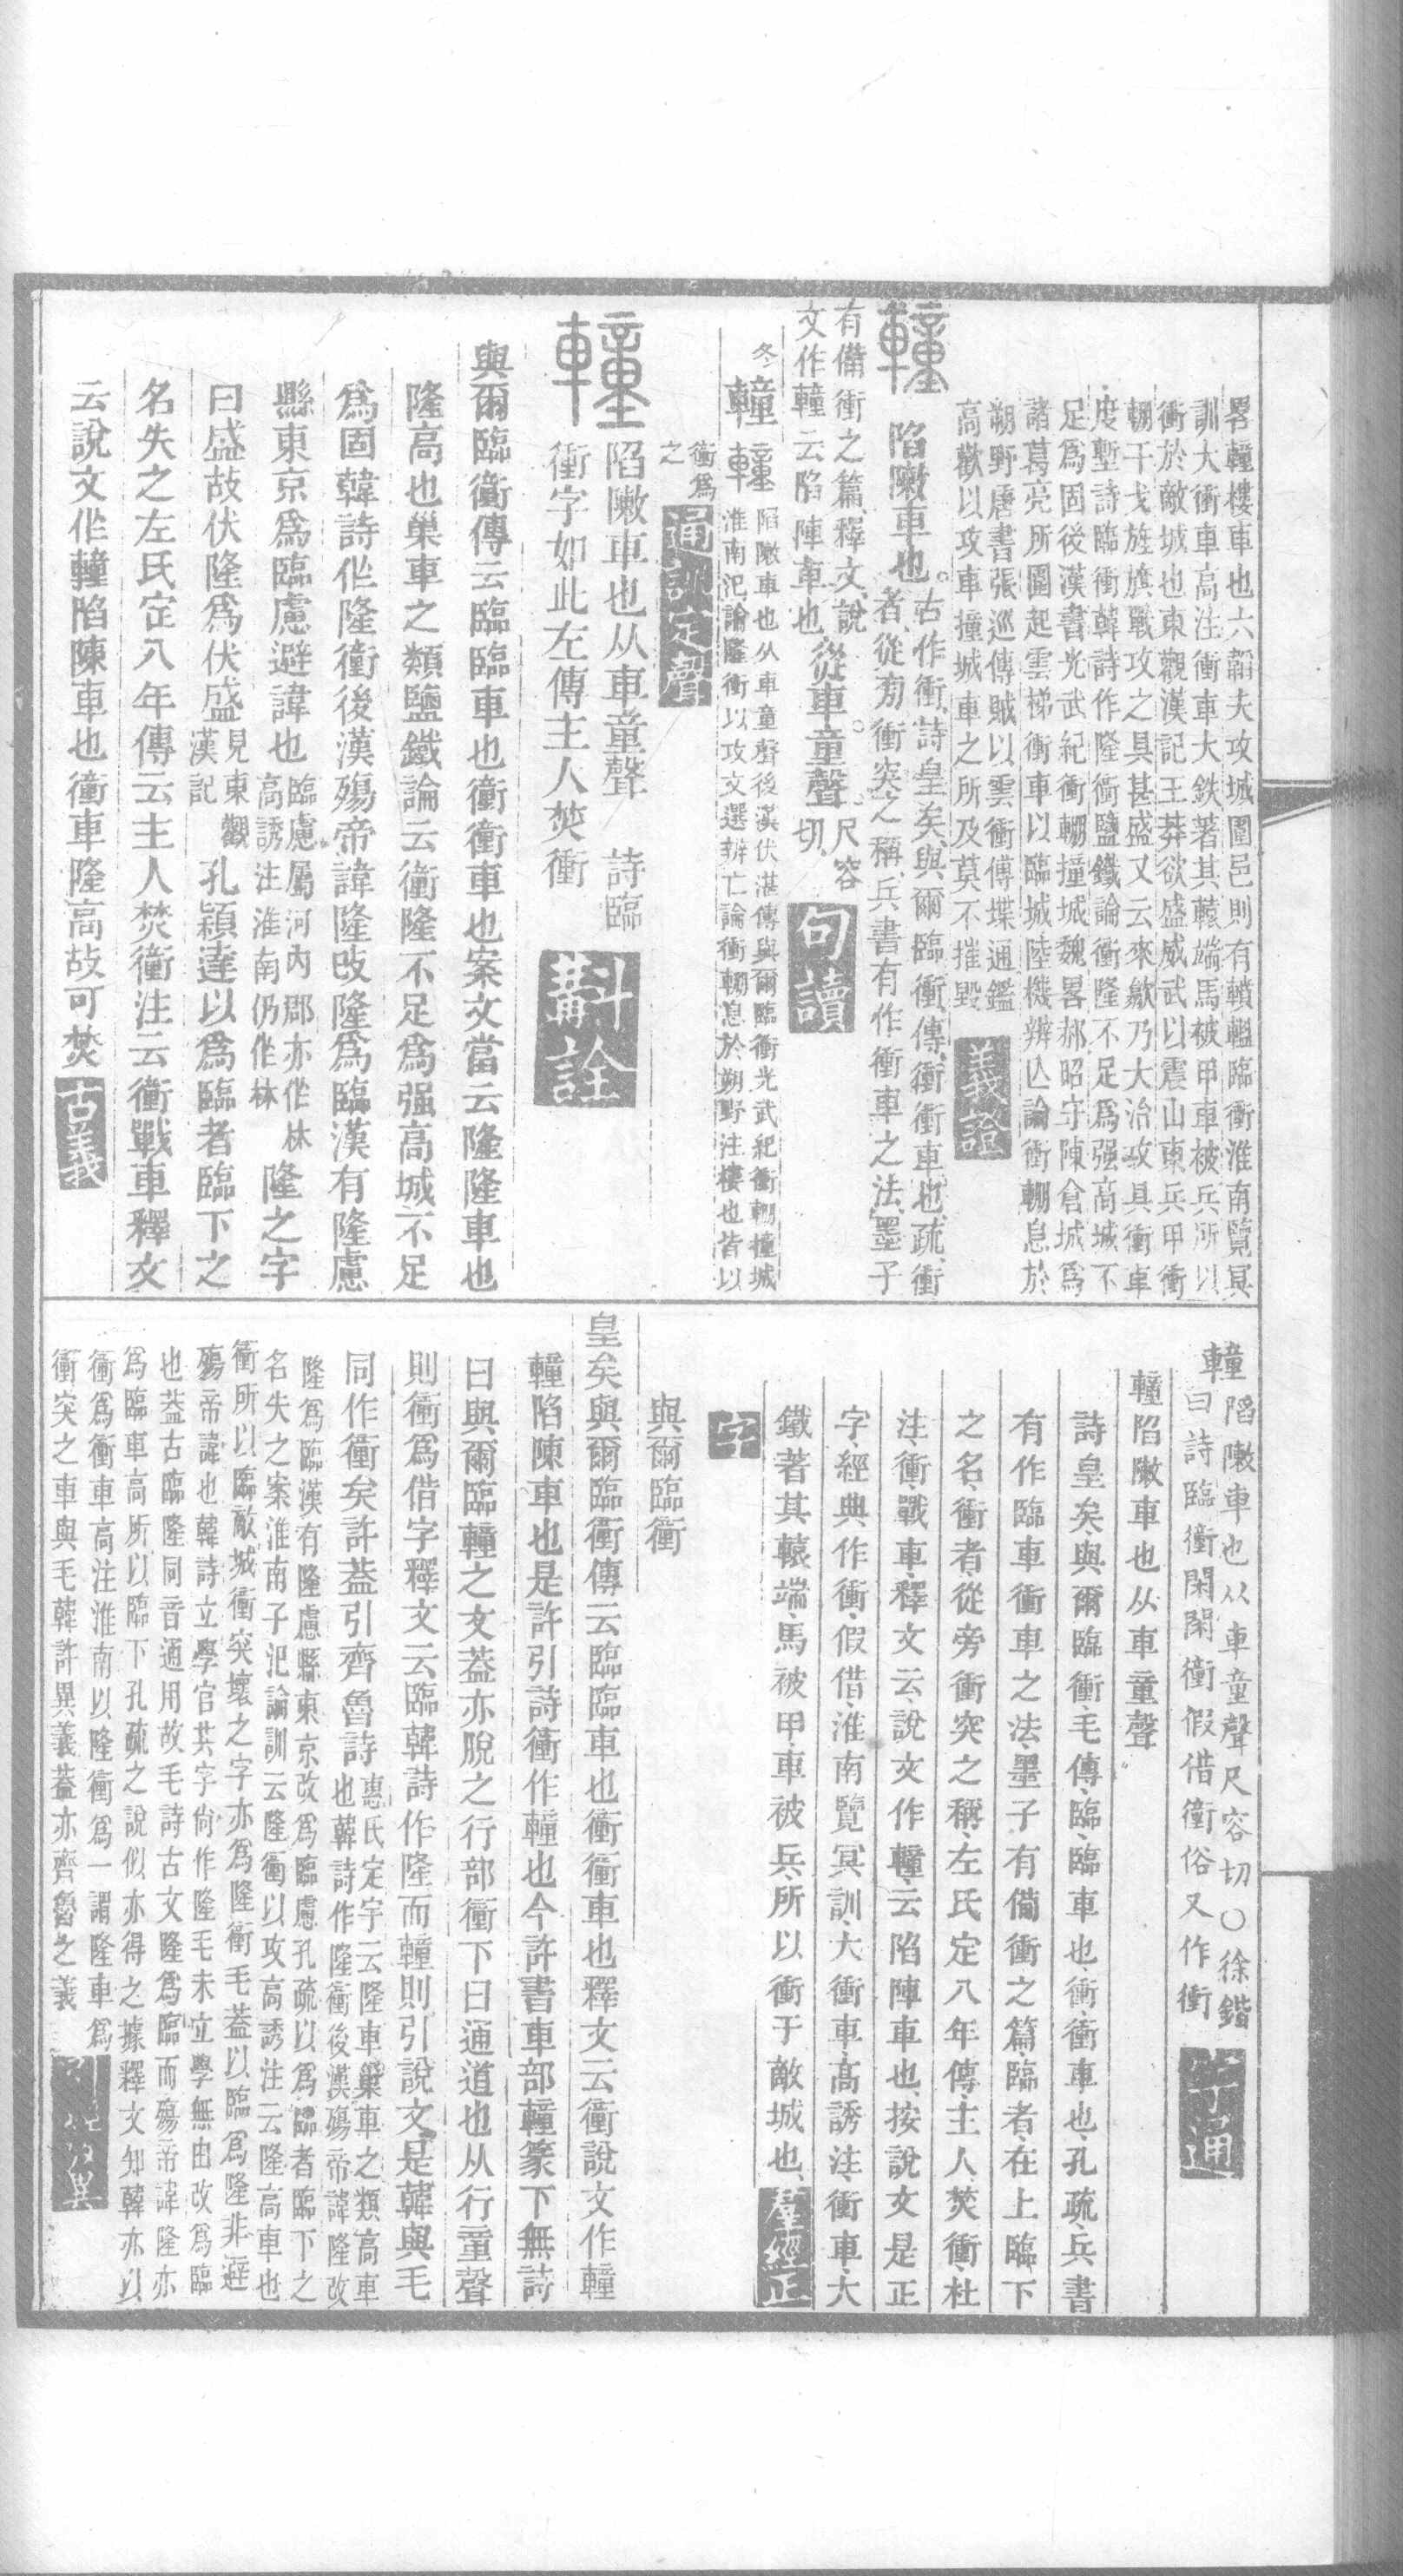 畧轒樓車也六韜夫攻城圍邑則有轒轀臨衝淮南覽冥
訓大衝車高注衝車大鉄著其轅端馬被甲車被兵所以
衝於敵城也東觀漢記王莽欲盛威武以震山東兵甲衝
輣干戈旌旗戰攻之具甚盛又云來歙乃大治攻具衝車
度塹詩臨衝韓詩作隆衝鹽鐵論衝隆不足爲强高城不
足爲固後漢書光武紀衝輣撞城魏畧郝昭守陳倉城爲
諸葛亮所圍起雲梯衝車以臨城陸機辨亾論衝輣息於
朔野唐書張巡傳賊以雲衝傅堞通鑑
高歡以攻車撞城車之所及莫不摧毀 義證
䡴 陷敶車也。古作衝、詩皇矣、與爾臨衝、傳、衝衝車也、疏、衝
者、從旁衝突之稱、兵書有作衝車之法、墨子
有備衝之篇、釋文、說
文作䡴云陷陣車也 從車。童聲。尺容切、 句讀
冬䡴䡴陷敶車也从車童聲後漢伏湛傳與爾臨衝光武紀衝輣撞城
淮南氾論隆衝以攻文選辨亡論衝輣息於朔野注樓也皆以
衝爲之 通訓定聲
䡴 陷敶車也从車童聲 詩臨
衝字如此左傳主人焚衝 斠詮
與爾臨衝傳云臨臨車也衝衝車也案文當云隆隆車也
隆高也巢車之類鹽鐵論云衝隆不足爲强高城不足
爲固韓詩作隆衝後漢殤帝諱隆改隆爲臨漢有隆慮
縣東京爲臨慮避諱也臨慮屬河內郡亦作林高誘注淮南仍作林隆之字
曰盛故伏隆爲伏盛見東觀漢記孔穎達以爲臨者臨下之
名失之左氏定八年傳云主人焚衝注云衝戰車釋文
云說文作䡴陷陳車也衝車隆高故可焚 古義
䡴陷敶車也从車童聲尺容切○徐鍇
曰詩臨衝閑閑衝假借衝俗又作衝
䡴陷敶車也从車童聲。
詩皇矣、與爾臨衝、毛傳、臨、臨車也、衝、衝車也、孔疏、兵書
有作臨車衝車之法、墨子有備衝之篇、臨者、在上臨下
之名、衝者、從旁衝突之稱、左氏定八年傳、主人焚衝、杜
注、衝、戰車、釋文云、說文作䡴、云陷陣車也、按說文是正
字、經典作衝、假借、淮南覽冥訓、大衝車、高誘注、衝車、大
鐵著其轅端、馬被甲、車被兵、所以衝于敵城也、 羣經正
字
與爾臨衝
皇矣與爾臨衝傳云臨臨車也衝衝車也釋文云衝說文作䡴
䡴陷陳車也是許引詩衝作䡴也今許書車部䡴篆下無詩
曰與爾臨䡴之文葢亦脫之行部衝下曰通道也从行童聲
則衝爲借字釋文云臨韓詩作隆而䡴則引說文是韓與毛
同作衝矣許葢引齊魯詩惠氏定宇云隆車巢車之類高車
也韓詩作隆衝後漢殤帝諱隆改
隆爲臨漢有隆慮縣東京改爲臨慮孔疏以爲臨者臨下之
名失之案淮南子氾論訓云隆衝以攻高誘注云隆高車也
衝所以臨敵城衝突壞之字亦爲隆衝毛葢以臨爲隆非避
殤帝諱也韓詩立學官其字尙作隆毛未立學無由改爲臨
也葢古臨隆同音通用故毛詩古文隆爲臨而殤帝諱隆亦
爲臨車高所以臨下孔疏之說似亦得之據釋文知韓亦以
衝爲衝車高注淮南以隆衝爲一謂隆車爲
衝突之車與毛韓許異義葢亦齊魯之義